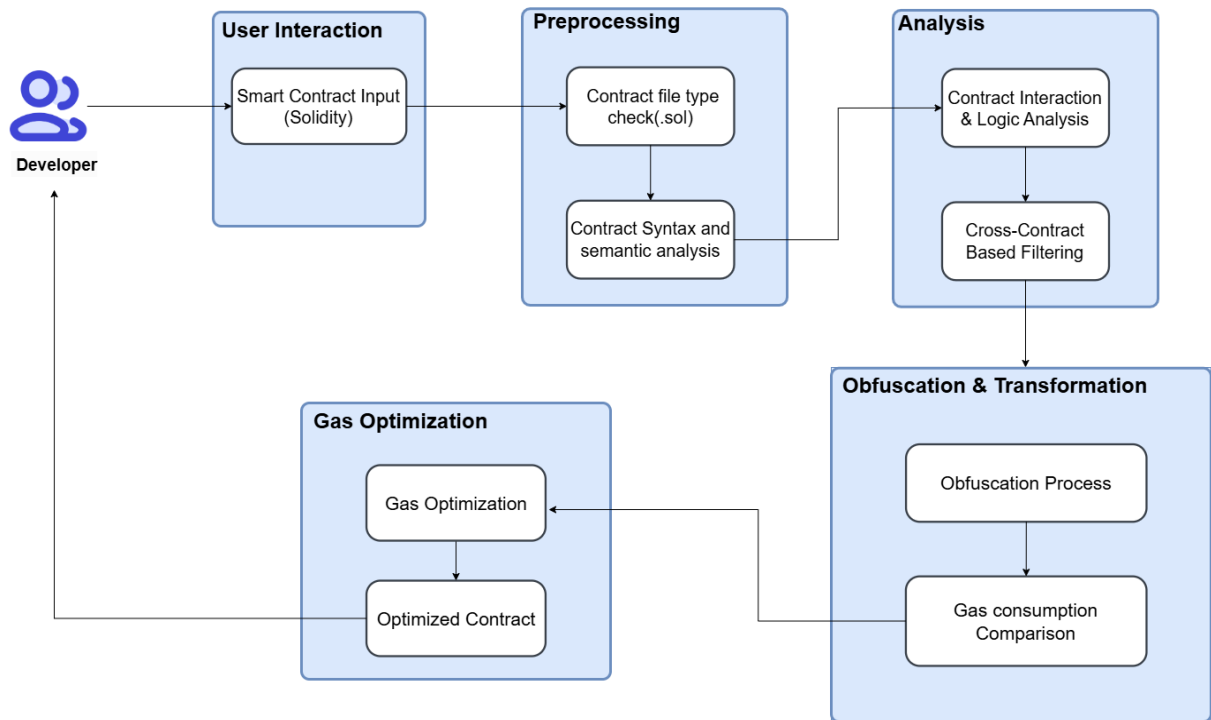 User Interaction
Smart Contract Input
(Solidity)
Developer
Preprocessing
Contract file type
check(.sol)
Contract Syntax and
semantic analysis
Analysis
Contract Interaction
& Logic Analysis
Cross-Contract
Based Filtering
Obfuscation & Transformation
Obfuscation Process
Gas consumption
Comparison
Gas Optimization
Gas Optimization
Optimized Contract